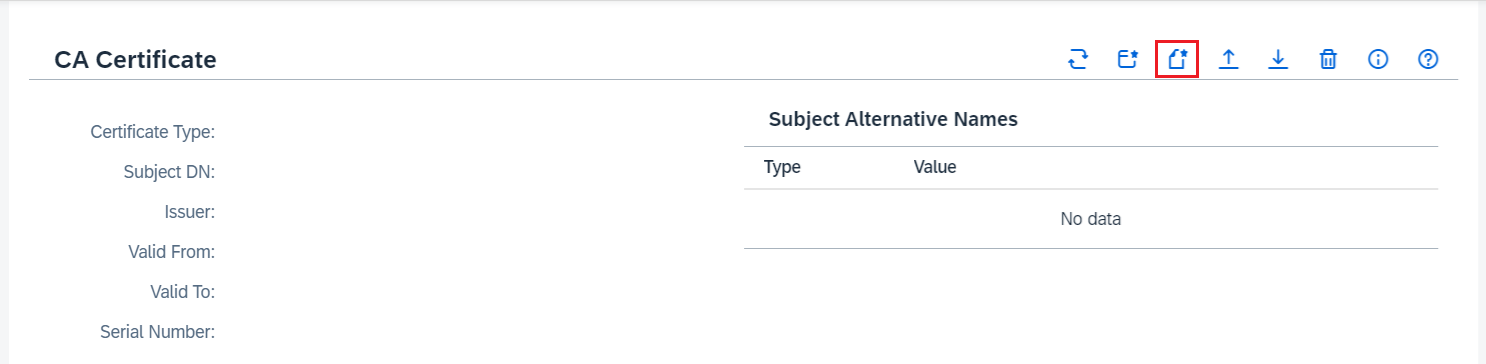 CA Certificate
Certificate Type:
Subject DN:
Issuer:
Valid From:
Valid To:
Serial Number:
Subject Alternative Names
Type Value
No data